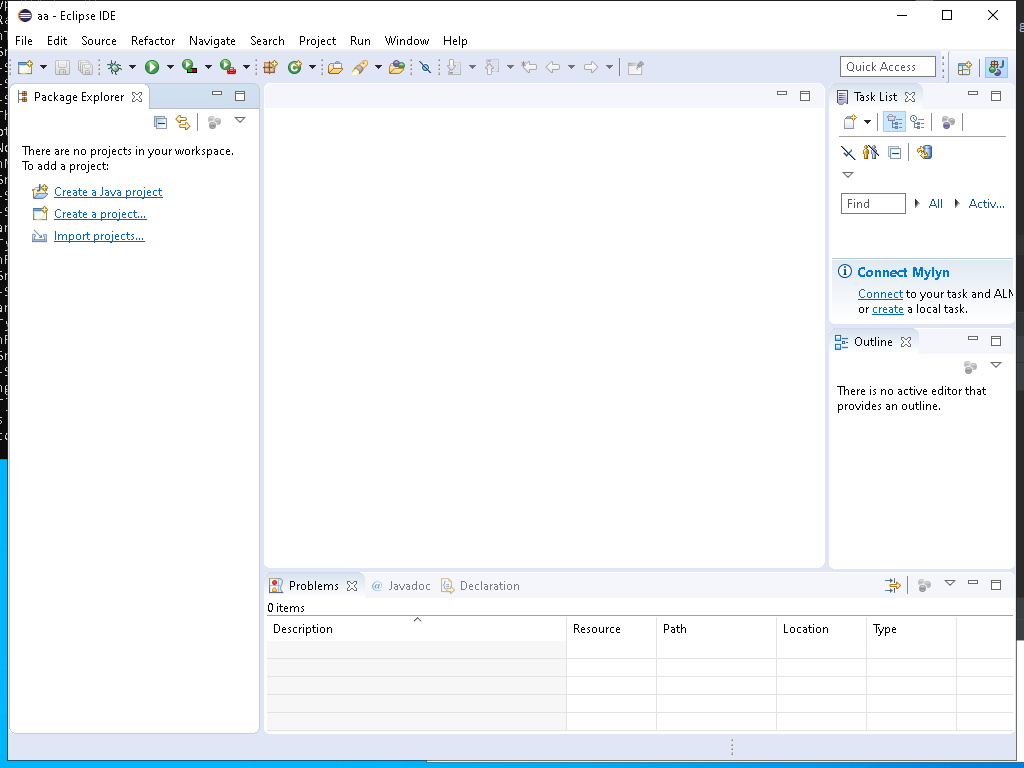 aa - Eclipse IDE
File Edit Source Refactor Navigate Search Project Run Window Help
Quick Access
Package Explorer
There are no projects in your workspace.
To add a project:
Create a Java project
Create a project...
Import projects...
Task List
Find
All
Activ...
Connect Mylyn
Connect to your task and ALM
or create a local task.
Outline
There is no active editor that
provides an outline.
Problems
@ Javadoc
Declaration
0 items
Description Resource Path Location Type